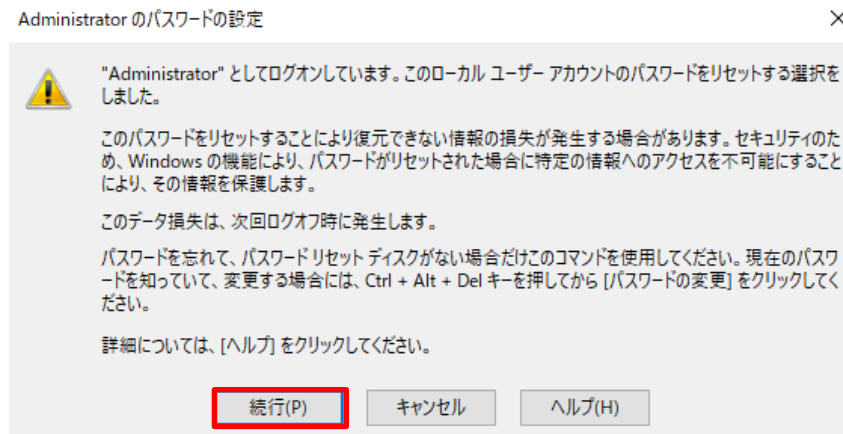 Administrator のパスワードの設定
"Administrator" としてログオンしています。このローカル ユーザー アカウントのパスワードをリセットする選択を
しました。
このパスワードをリセットすることにより復元できない情報の損失が発生する場合があります。セキュリティのた
め、Windows の機能により、パスワードがリセットされた場合に特定の情報へのアクセスを不可能にすること
により、その情報を保護します。
このデータ損失は、次回ログオフ時に発生します。
パスワードを忘れて、パスワード リセット ディスクがない場合だけこのコマンドを使用してください。現在のパスワ
ードを知っていて、変更する場合には、Ctrl + Alt + Del キーを押してから [パスワードの変更] をクリックしてく
ださい。
詳細については、[ヘルプ] をクリックしてください。
続行(P)
キャンセル
ヘルプ(H)